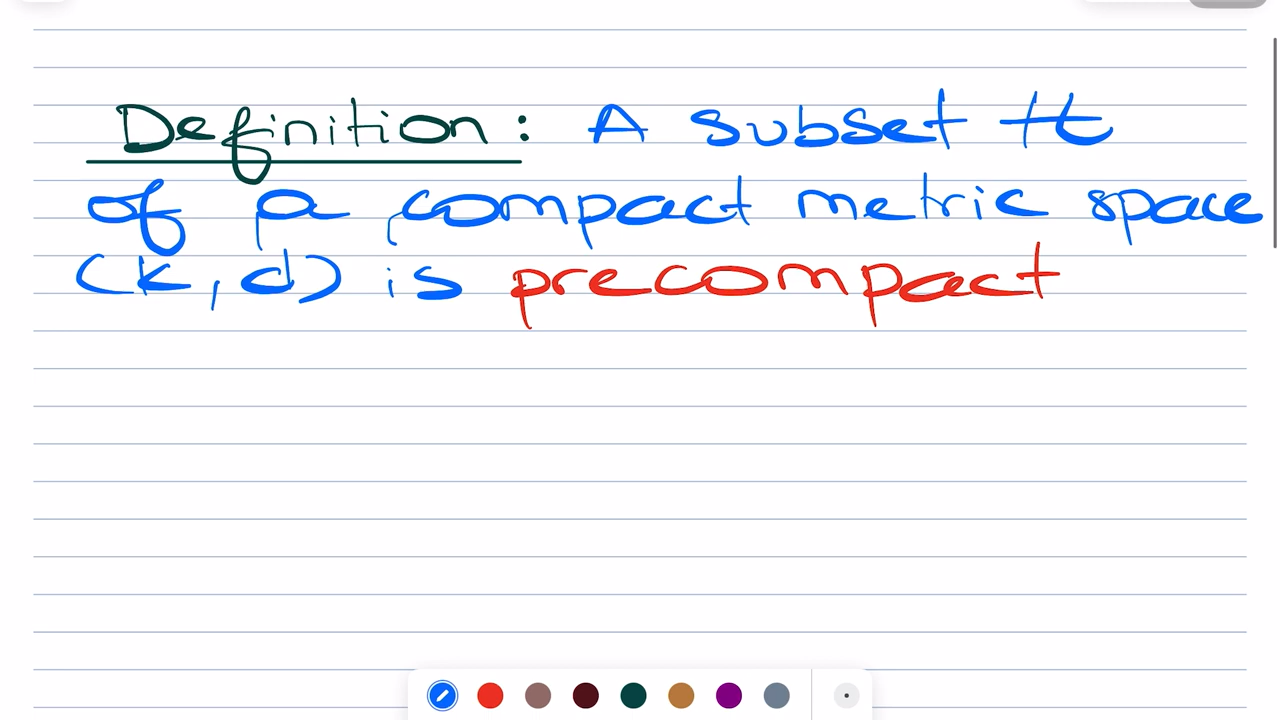 Definition: A subset H
of a compact metric space
(K, d) is precompact